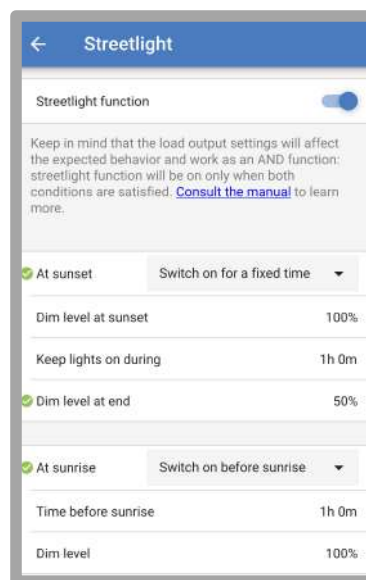 Streetlight
Streetlight function
Keep in mind that the load output settings will affect
the expected behavior and work as an AND function:
streetlight function will be on only when both
conditions are satisfied. Consult the manual to learn
more.
At sunset Switch on for a fixed time
Dim level at sunset 100%
Keep lights on during 1h 0m
Dim level at end 50%
At sunrise Switch on before sunrise
Time before sunrise 1h 0m
Dim level 100%